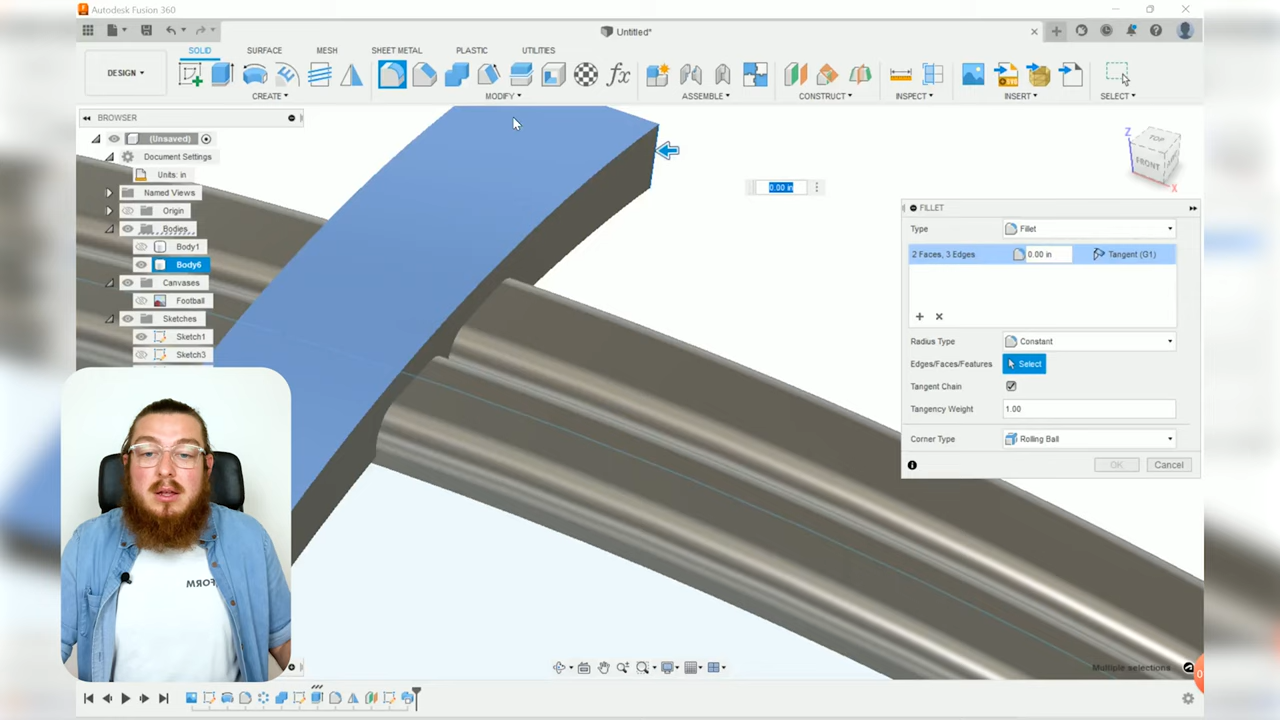 Autodesk Fusion 360
Untitled*
SOLID SURFACE MESH SHEET METAL PLASTIC UTILITIES
DESIGN
fx
CREATE MODIFY ASSEMBLE CONSTRUCT INSPECT INSERT SELECT
BROWSER
(Unsaved)
Document Settings
Units: in
Named Views
Origin
Bodies
Body1
Body6
Canvases
Football
Sketches
Sketch1
Sketch3
0.00 in
Z
TOP
FRONT
X
FILLET
Type Fillet
2 Faces, 3 Edges 0.00 in Tangent (G1)
Radius Type Constant
Edges/Faces/Features Select
Tangent Chain
Tangency Weight 1.00
Corner Type Rolling Ball
OK Cancel
Multiple selections